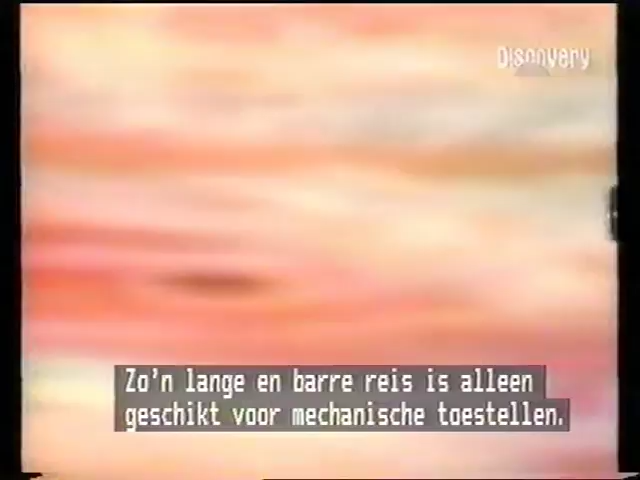 Discovery
Zo'n lange en barre reis is alleen
geschikt voor mechanische toestellen.